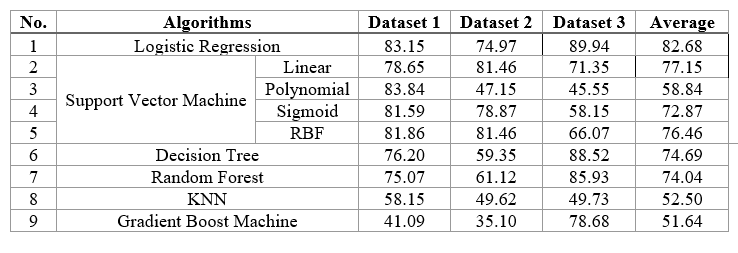 No. Algorithms Dataset 1 Dataset 2 Dataset 3 Average
1 Logistic Regression 83.15 74.97 89.94 82.68
2 Support Vector Machine Linear 78.65 81.46 71.35 77.15
3 Polynomial 83.84 47.15 45.55 58.84
4 Sigmoid 81.59 78.87 58.15 72.87
5 RBF 81.86 81.46 66.07 76.46
6 Decision Tree 76.20 59.35 88.52 74.69
7 Random Forest 75.07 61.12 85.93 74.04
8 KNN 58.15 49.62 49.73 52.50
9 Gradient Boost Machine 41.09 35.10 78.68 51.64